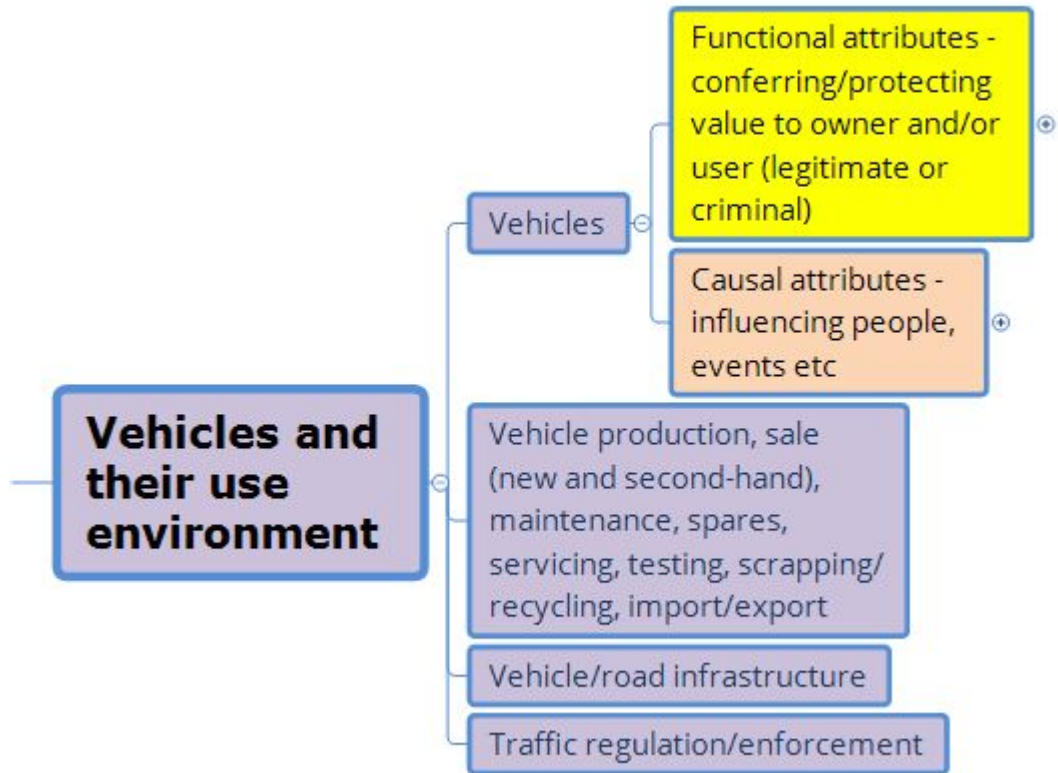 Vehicles and
their use
environment
Vehicles
Functional attributes -
conferring/protecting
value to owner and/or
user (legitimate or
criminal)
Causal attributes -
influencing people,
events etc
Vehicle production, sale
(new and second-hand),
maintenance, spares,
servicing, testing, scrapping/
recycling, import/export
Vehicle/road infrastructure
Traffic regulation/enforcement